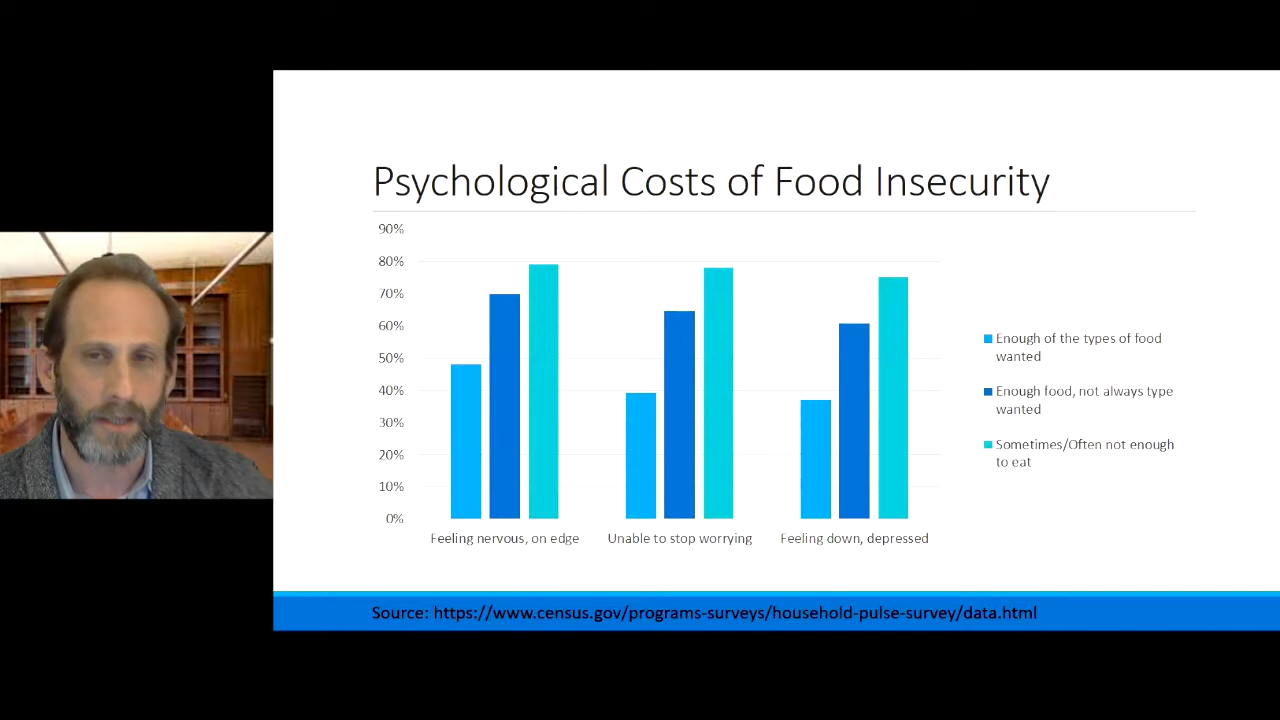 Psychological Costs of Food Insecurity
90%
80%
70%
60%
50%
40%
30%
20%
10%
0%
Feeling nervous, on edge
Unable to stop worrying
Feeling down, depressed
Enough of the types of food
wanted
Enough food, not always type
wanted
Sometimes/Often not enough
to eat
Source: https://www.census.gov/programs-surveys/household-pulse-survey/data.html